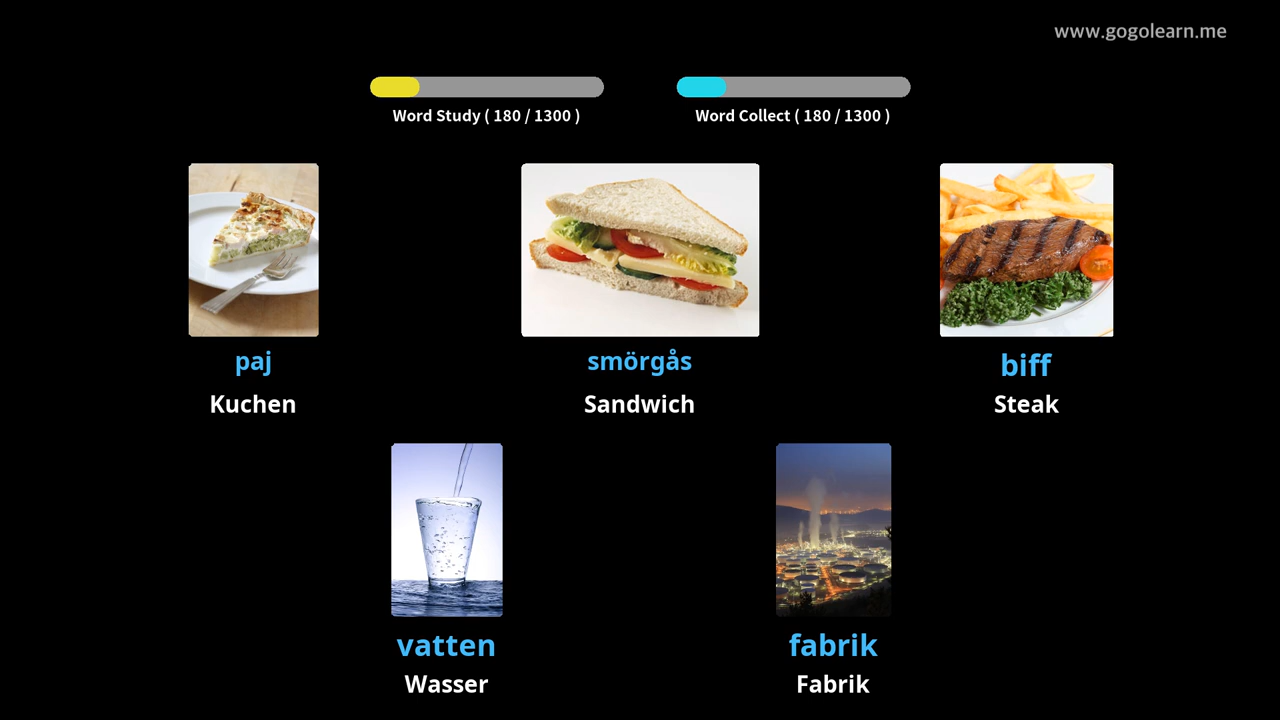 www.gogolearn.me
Word Study ( 180 / 1300 )
Word Collect ( 180 / 1300 )
paj
smörgås
biff
Kuchen
Sandwich
Steak
vatten
fabrik
Wasser
Fabrik